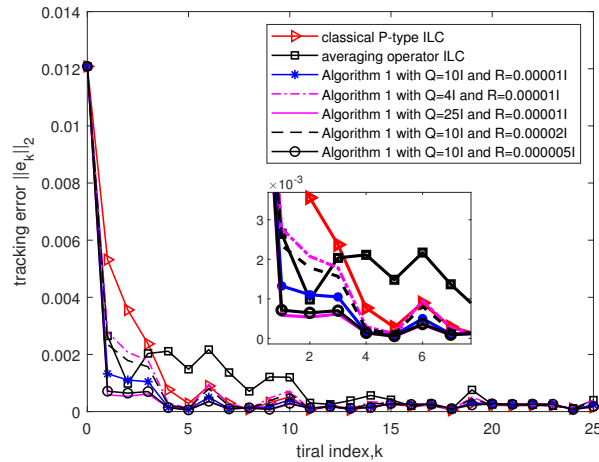 classical P-type ILC
averaging operator ILC
Algorithm 1 with Q=10I and R=0.00001I
Algorithm 1 with Q=4I and R=0.00001I
Algorithm 1 with Q=25I and R=0.00001I
Algorithm 1 with Q=10I and R=0.00002I
Algorithm 1 with Q=10I and R=0.000005I
0.014
0.012
0.01
0.008
0.006
0.004
0.002
0
tracking error ||e_k||_2
×10^-3
3
2
1
0
2 4 6
0 5 10 15 20 25
tiral index,k